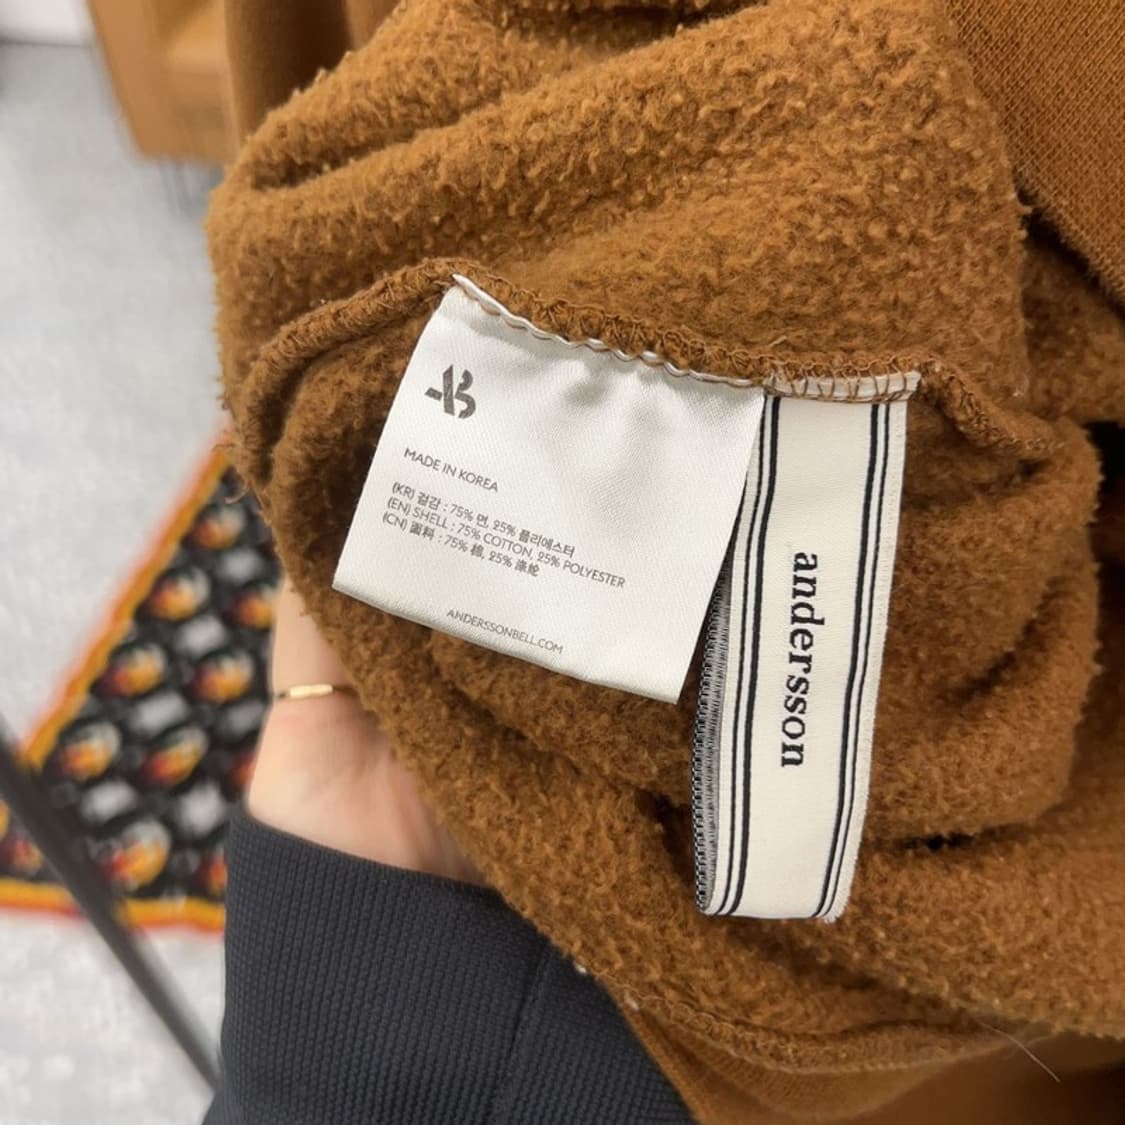 AB
MADE IN KOREA
(KR) 겉감 : 75% 면, 25% 폴리에스터
(EN) SHELL : 75% COTTON, 25% POLYESTER
(CN) 面料 : 75% 棉, 25% 涤纶
ANDERSSONBELL.COM
andersson